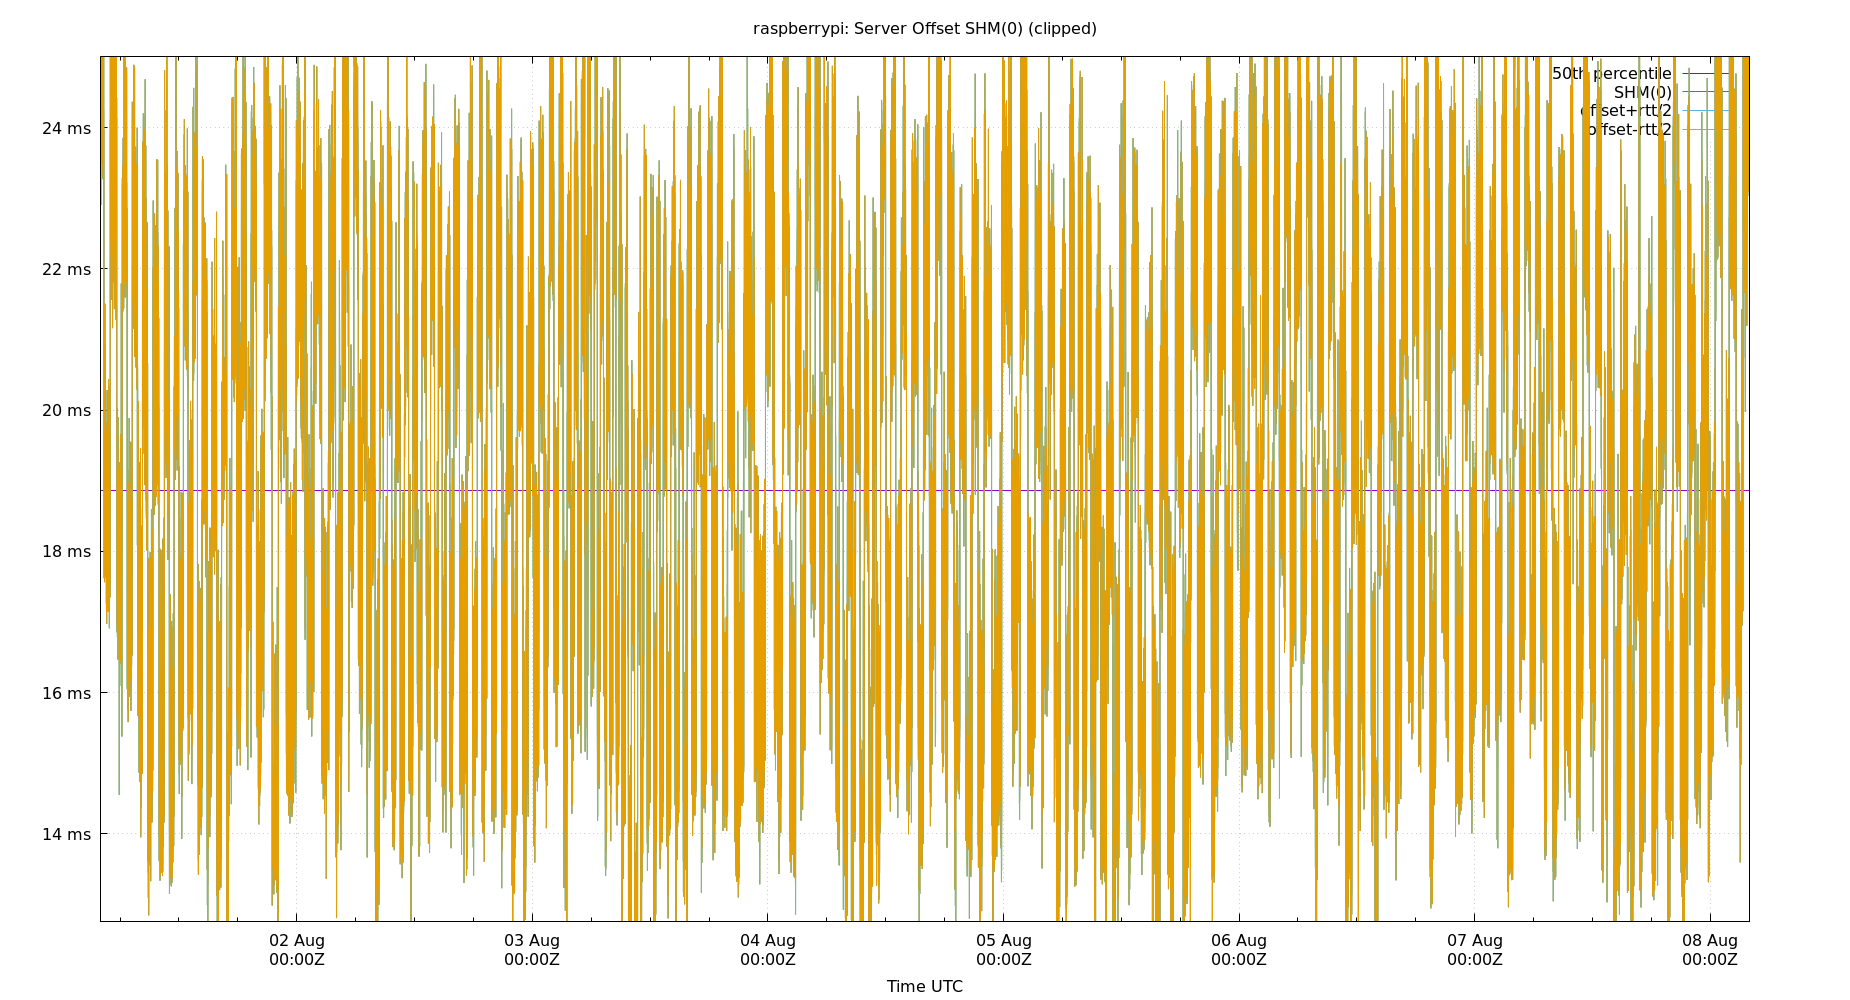 raspberrypi: Server Offset SHM(0) (clipped)
50th percentile
SHM(0)
offset+rtt/2
offset-rtt/2
24 ms
22 ms
20 ms
18 ms
16 ms
14 ms
02 Aug
00:00Z
03 Aug
00:00Z
04 Aug
00:00Z
05 Aug
00:00Z
06 Aug
00:00Z
07 Aug
00:00Z
08 Aug
00:00Z
Time UTC